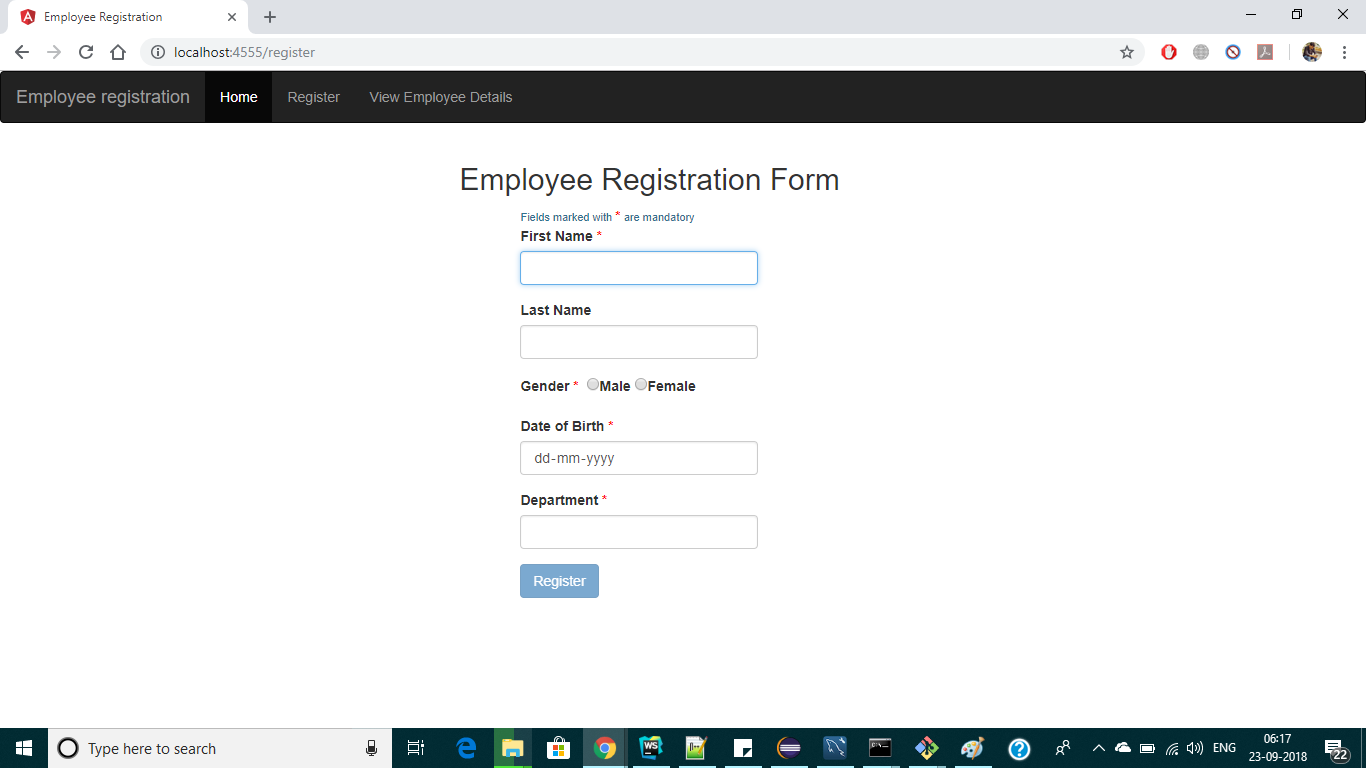 Employee Registration
localhost:4555/register
Employee registration Home Register View Employee Details
Employee Registration Form
Fields marked with * are mandatory
First Name *
Last Name
Gender * Male Female
Date of Birth *
dd-mm-yyyy
Department *
Register
Type here to search
WS
ENG
06:17
23-09-2018
22